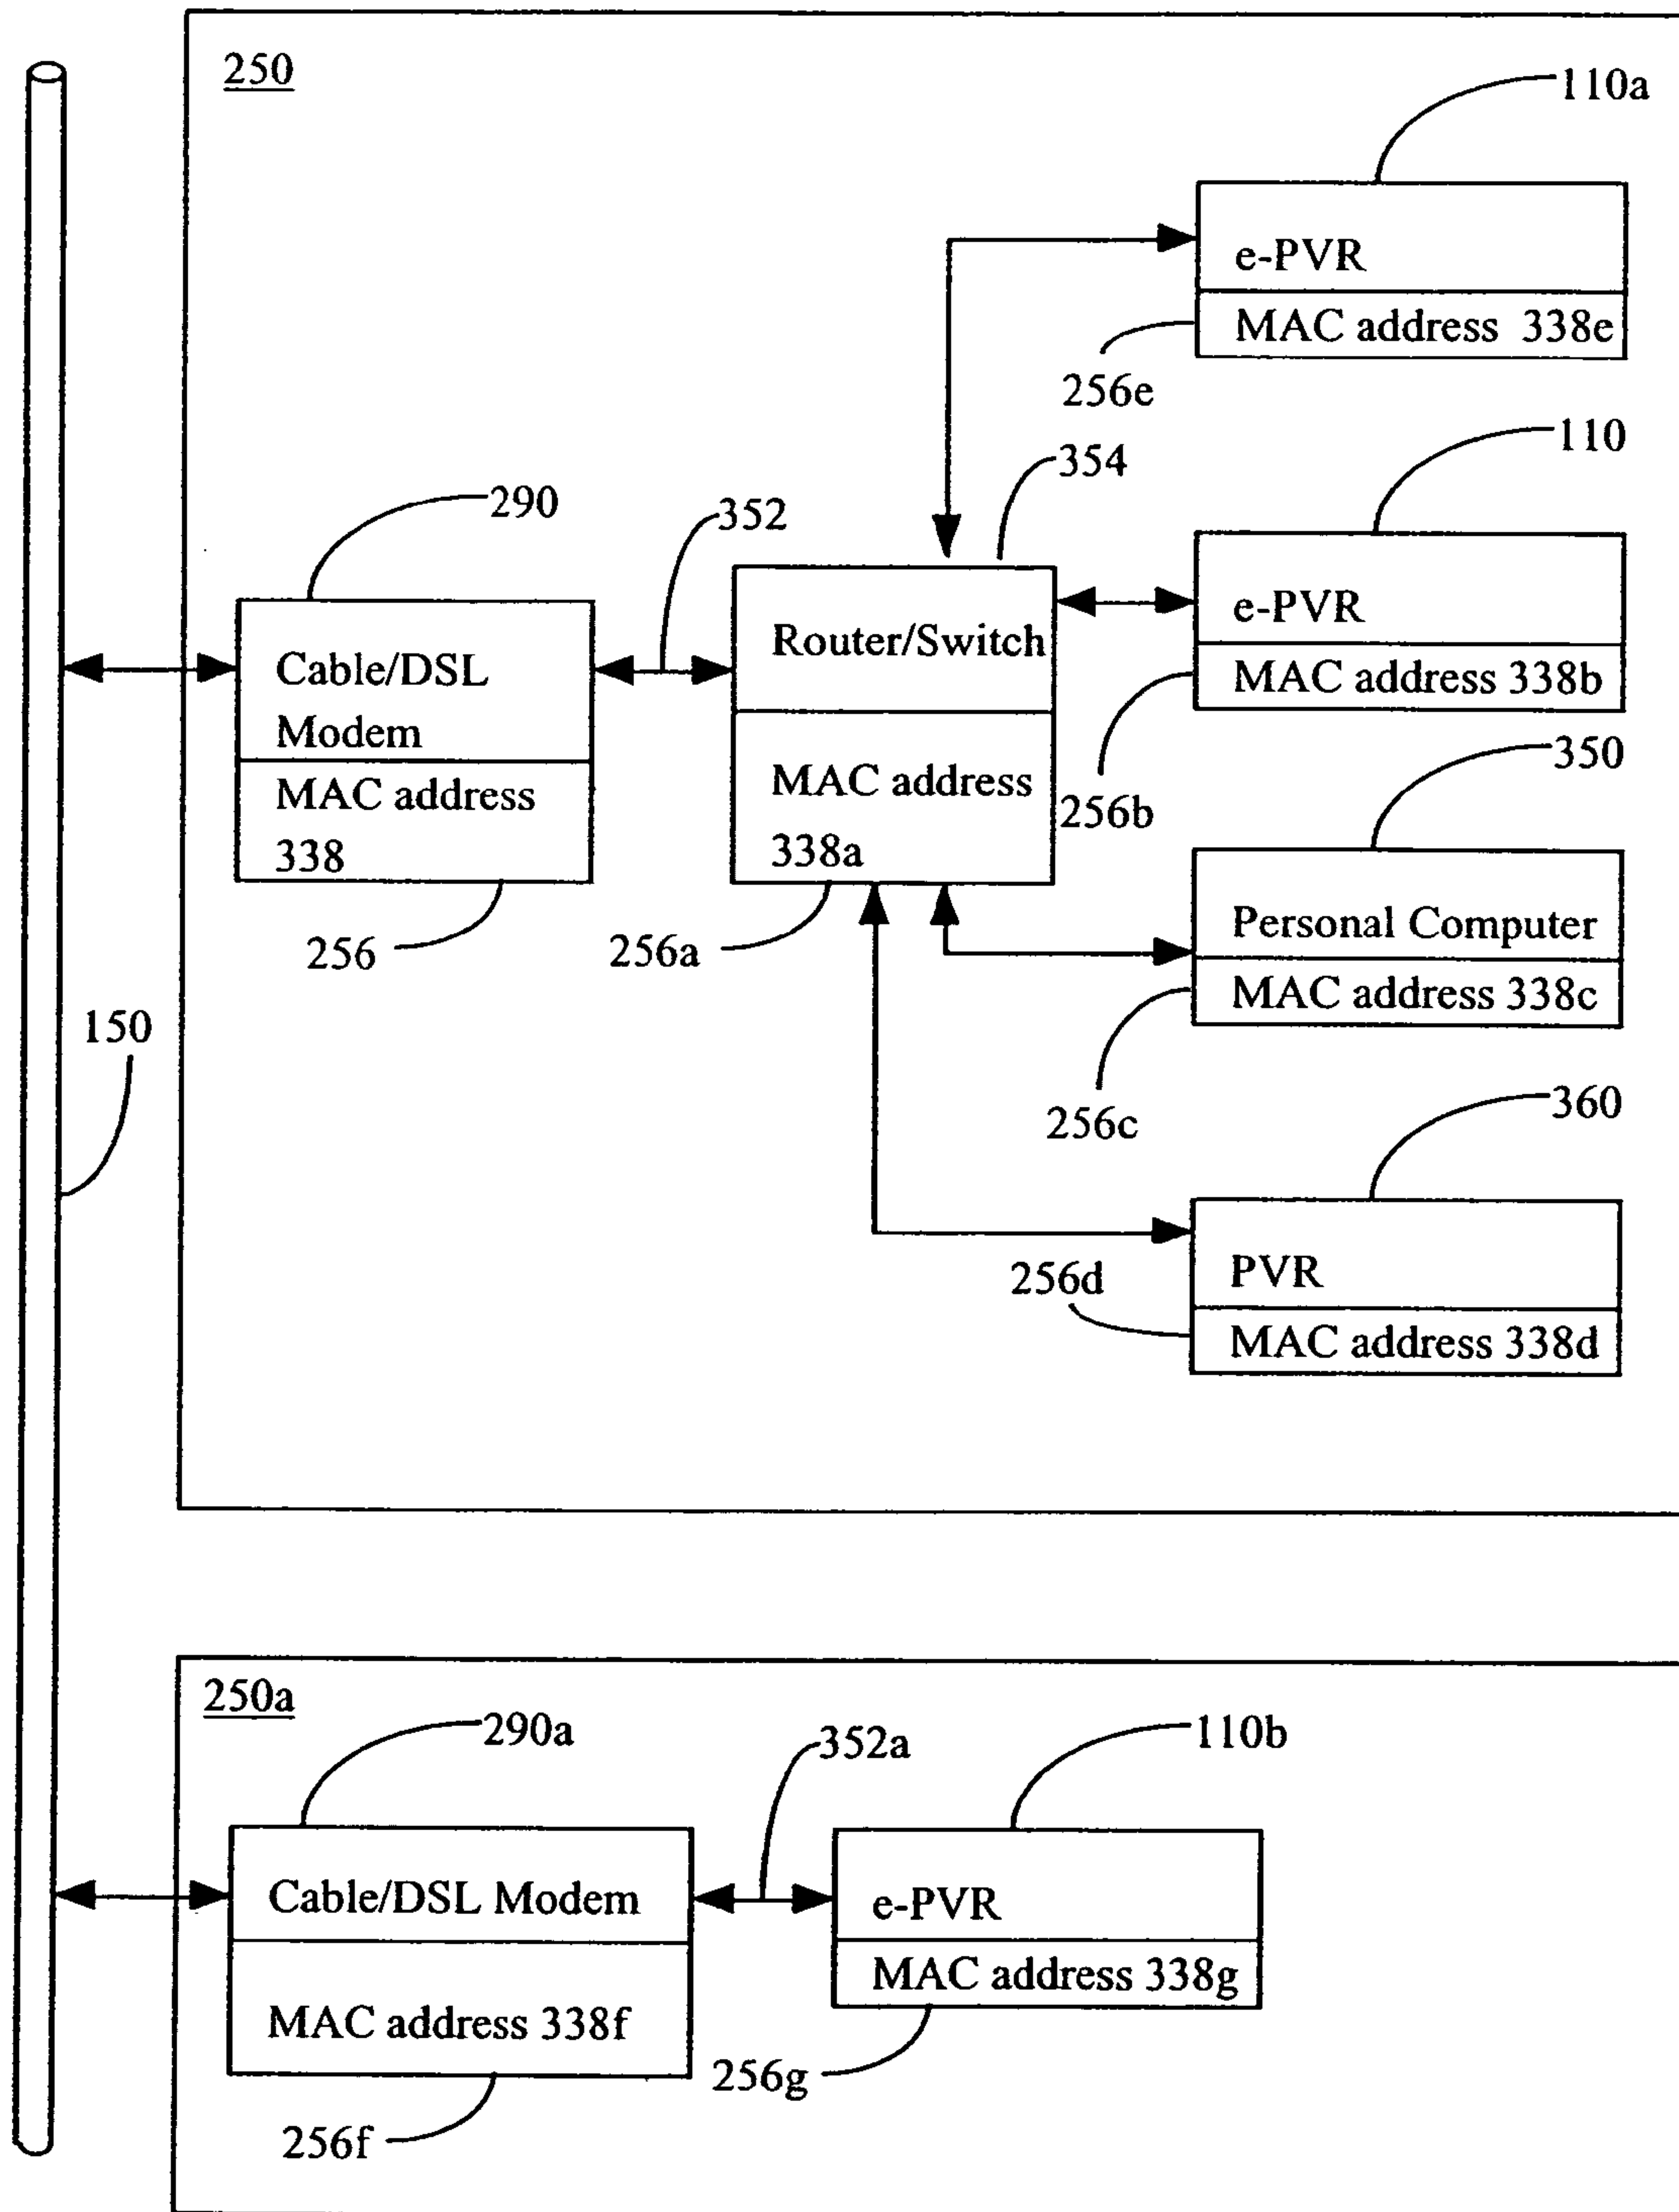 250
110a
e-PVR
MAC address 338e
256e
110
354
290
352
e-PVR
MAC address 338b
256b
Cable/DSL
Modem
MAC address
338
256
Router/Switch
MAC address
338a
256a
350
Personal Computer
MAC address 338c
256c
150
360
PVR
MAC address 338d
256d
250a
290a
352a
110b
Cable/DSL Modem
MAC address 338f
256f
e-PVR
MAC address 338g
256g